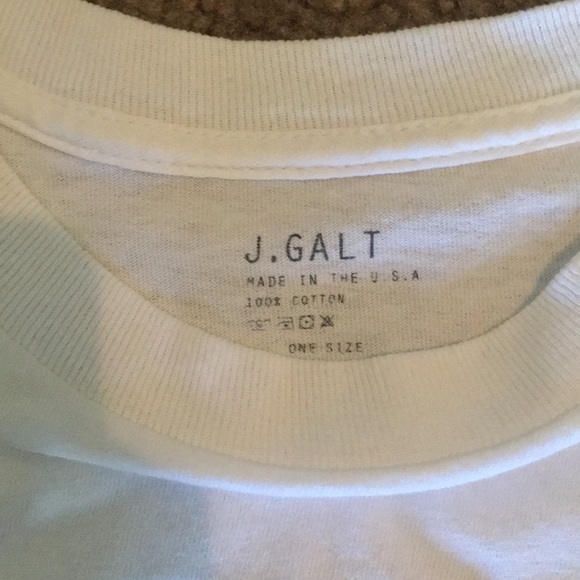 J.GALT
MADE IN THE U.S.A
100% COTTON
ONE SIZE